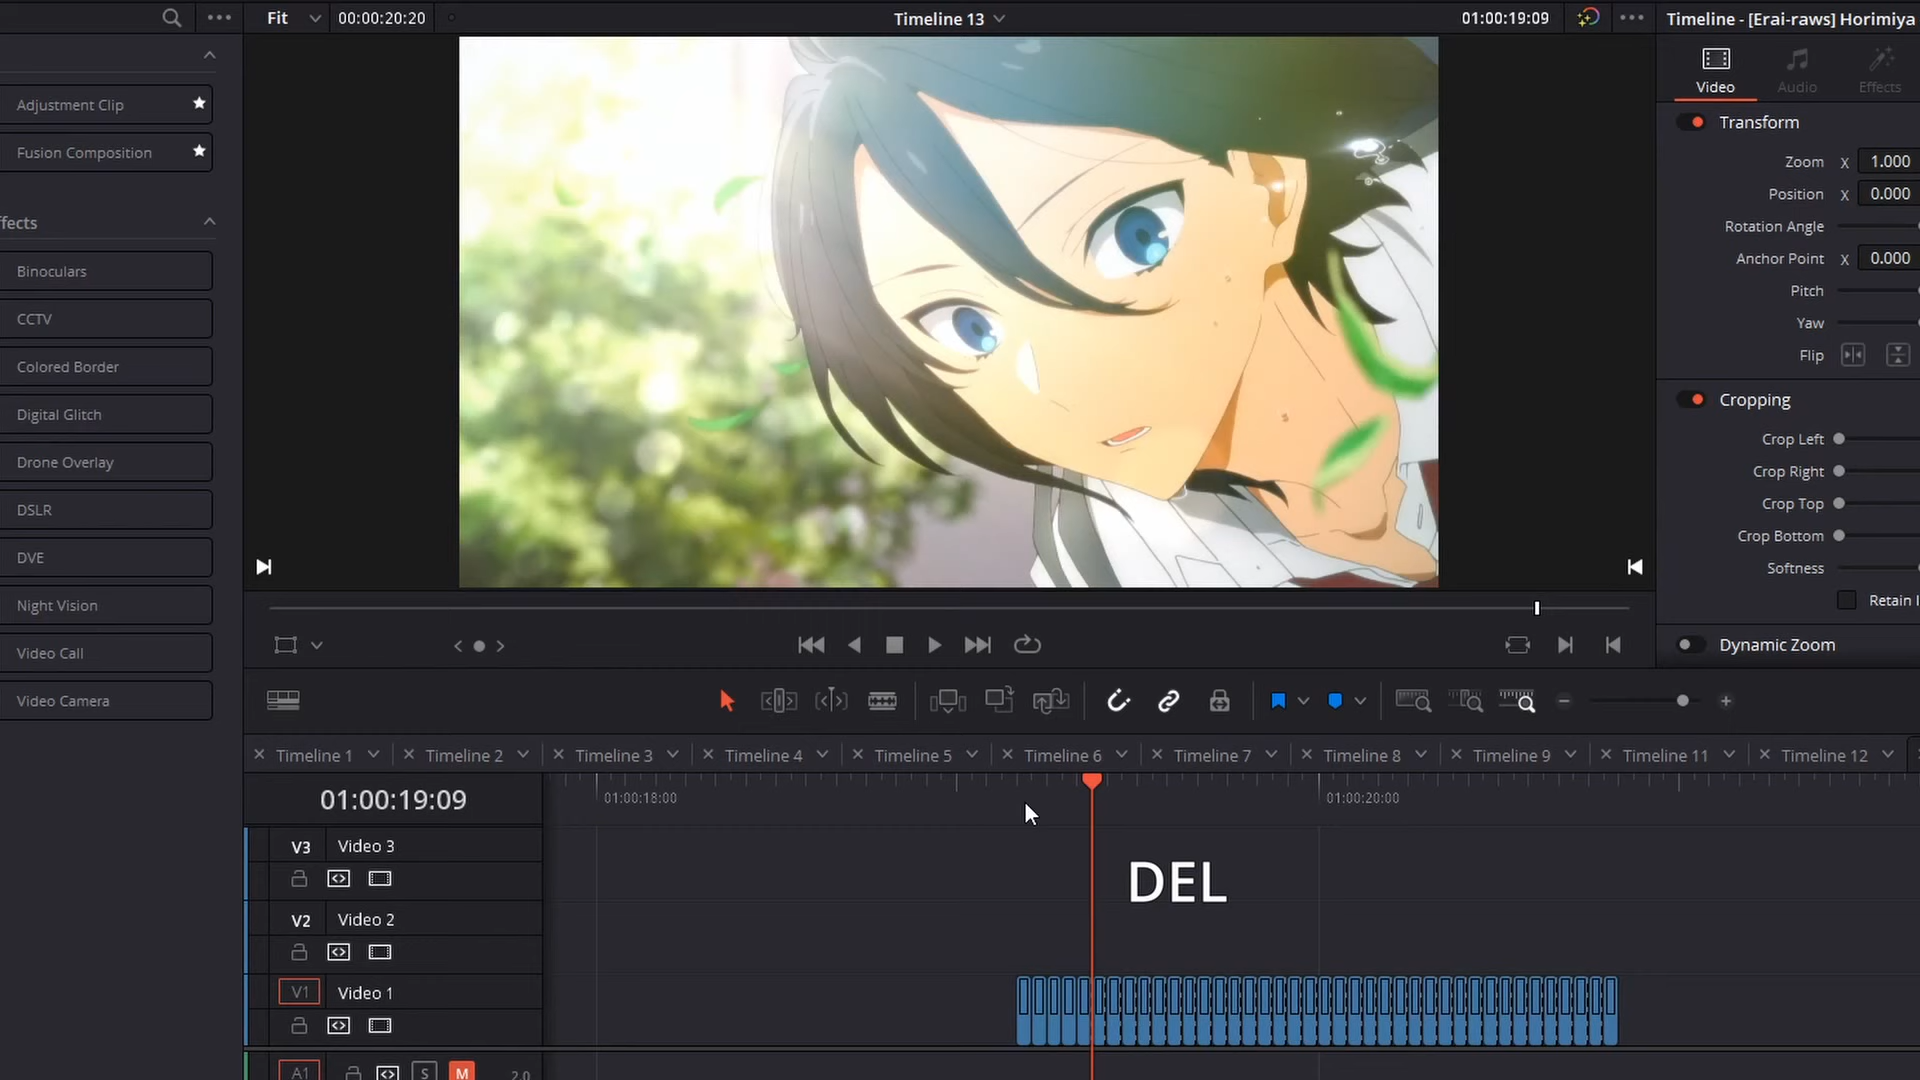 Fit
00:00:20:20
Timeline 13
01:00:19:09
Timeline - [Erai-raws] Horimiya
Video
Audio
Effects
Adjustment Clip
Fusion Composition
ffects
Binoculars
CCTV
Colored Border
Digital Glitch
Drone Overlay
DSLR
DVE
Night Vision
Video Call
Video Camera
Transform
Zoom X 1.000
Position X 0.000
Rotation Angle
Anchor Point X 0.000
Pitch
Yaw
Flip
Cropping
Crop Left
Crop Right
Crop Top
Crop Bottom
Softness
Retain I
Dynamic Zoom
Timeline 1
Timeline 2
Timeline 3
Timeline 4
Timeline 5
Timeline 6
Timeline 7
Timeline 8
Timeline 9
Timeline 11
Timeline 12
01:00:19:09
01:00:18:00
01:00:20:00
V3 Video 3
DEL
V2 Video 2
V1 Video 1
A1 S M 2.0